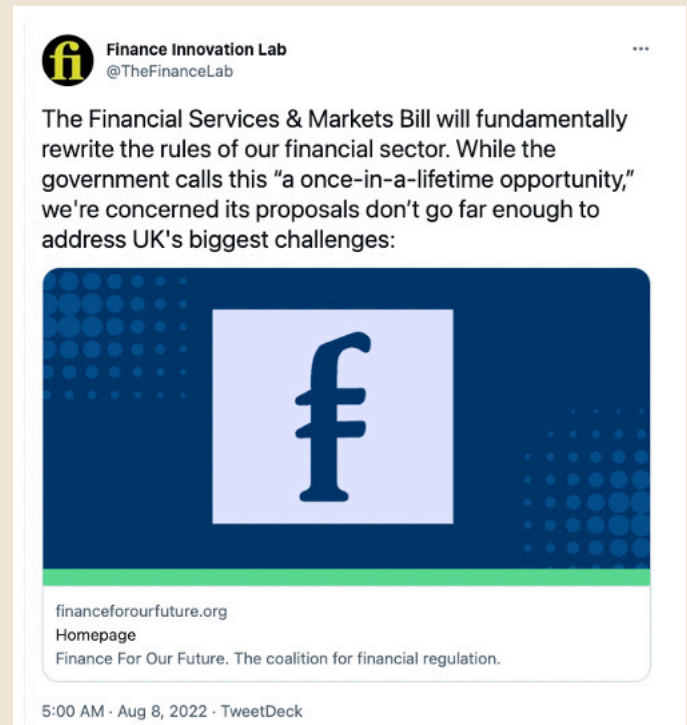 fi
Finance Innovation Lab
@TheFinanceLab
The Financial Services & Markets Bill will fundamentally
rewrite the rules of our financial sector. While the
government calls this “a once-in-a-lifetime opportunity,”
we're concerned its proposals don’t go far enough to
address UK's biggest challenges:
f
financeforourfuture.org
Homepage
Finance For Our Future. The coalition for financial regulation.
5:00 AM · Aug 8, 2022 · TweetDeck